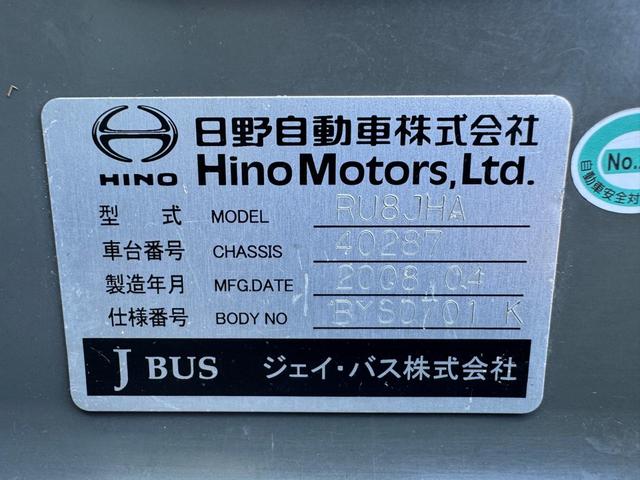 HINO 日野自動車株式会社
Hino Motors, Ltd.
型 式 MODEL RU8JHA
車台番号 CHASSIS 40287
製造年月 MFG.DATE 2008.04
仕様番号 BODY NO K
J BUS ジェイ・バス株式会社
No.
自動車安全対